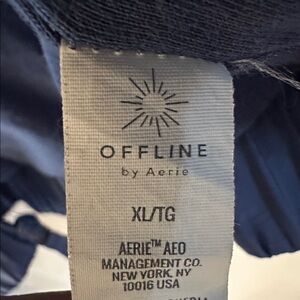 OFFLINE
by Aerie
XL/TG
AERIE™ AEO
MANAGEMENT CO.
NEW YORK, NY
10016 USA